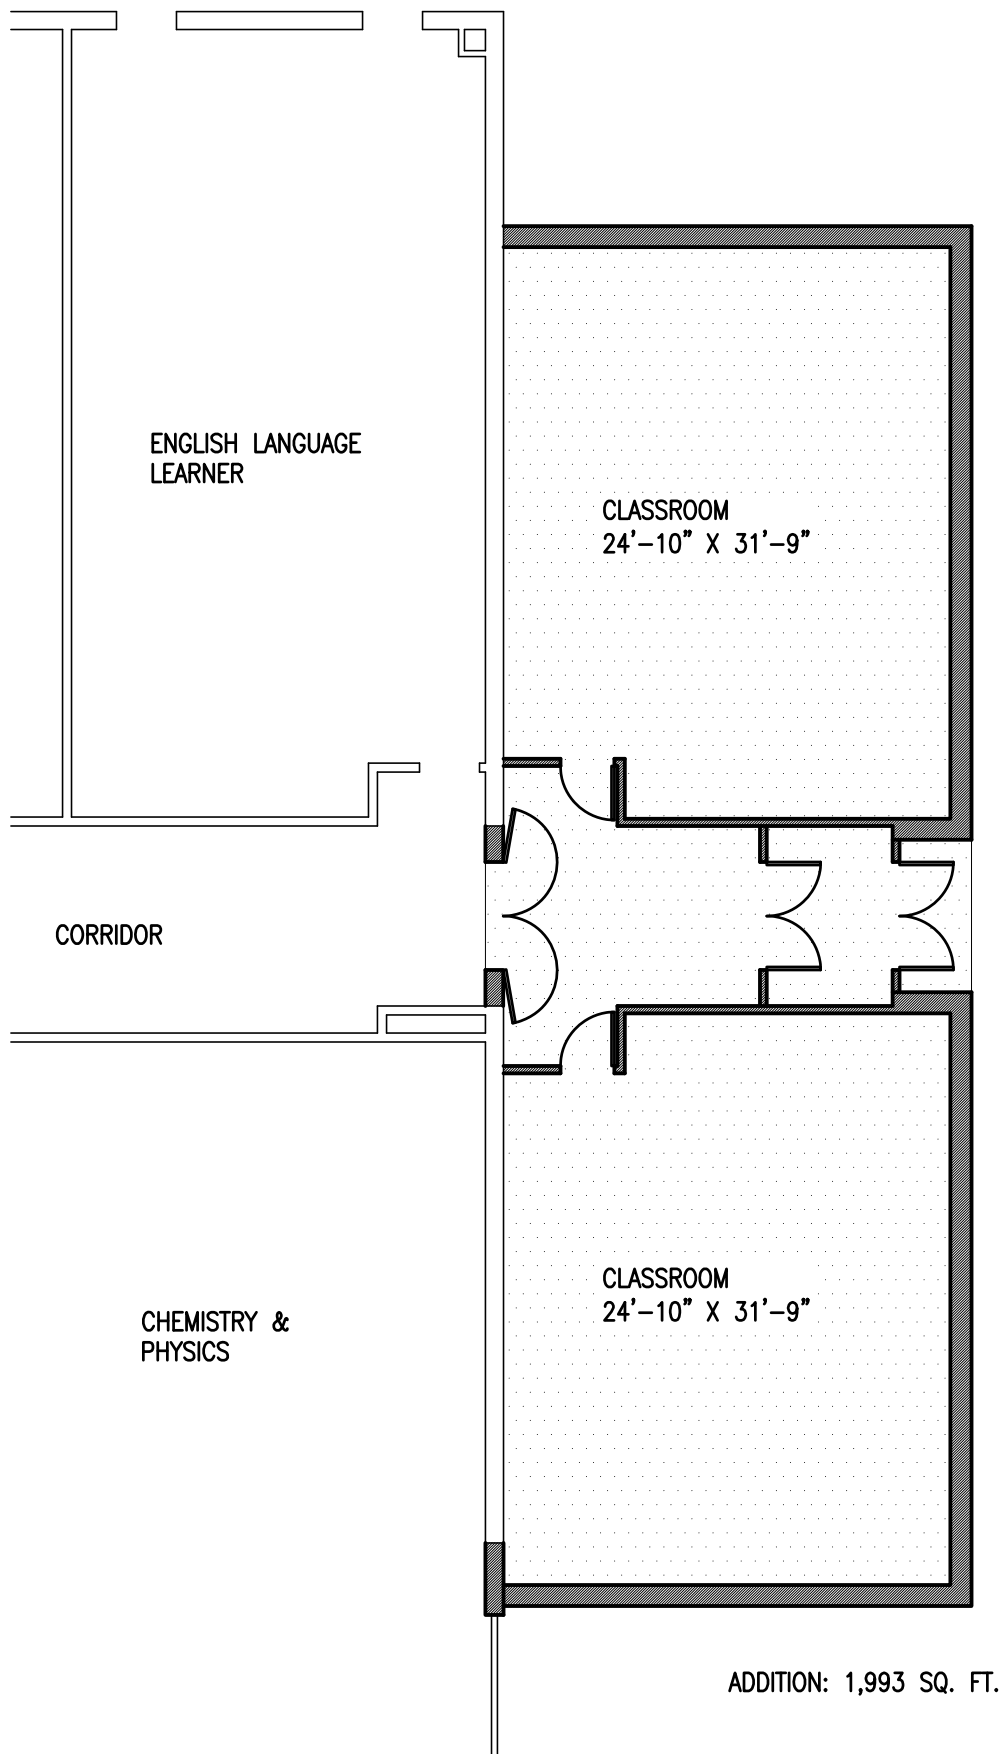 ENGLISH LANGUAGE
LEARNER
CLASSROOM
24'-10" X 31'-9"
CORRIDOR
CLASSROOM
24'-10" X 31'-9"
CHEMISTRY &
PHYSICS
ADDITION: 1,993 SQ. FT.